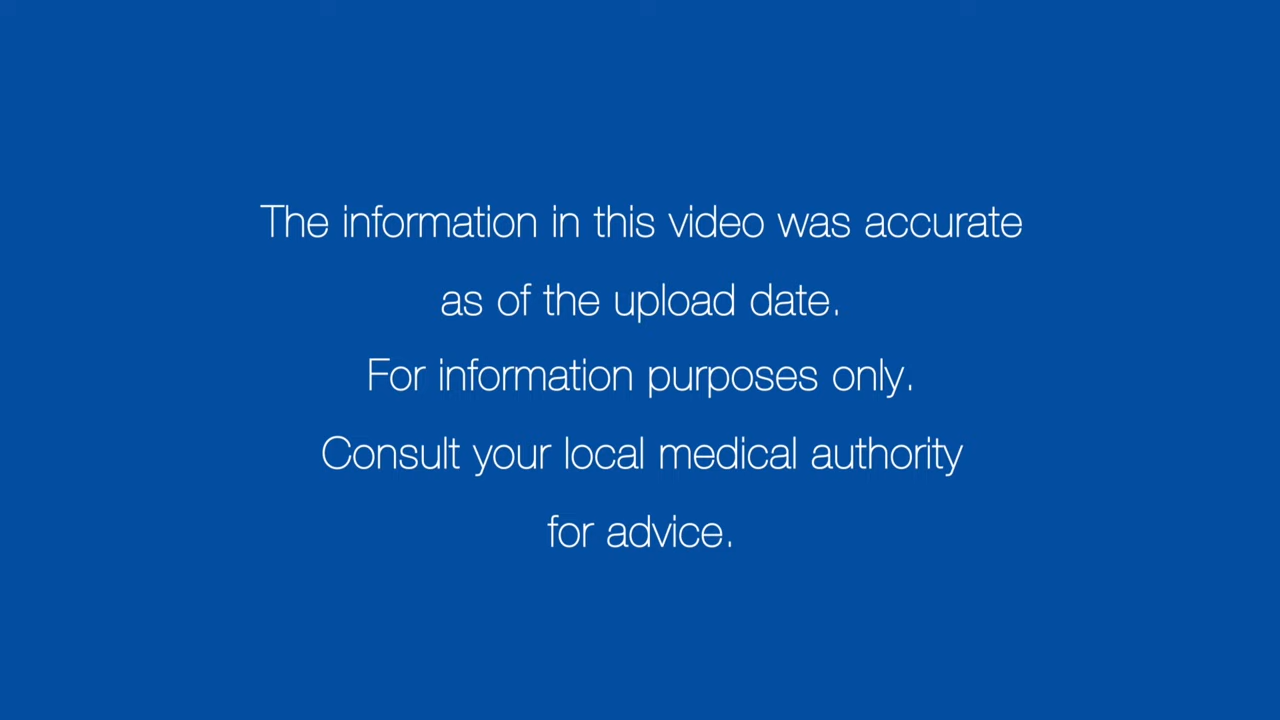 The information in this video was accurate
as of the upload date.
For information purposes only.
Consult your local medical authority
for advice.